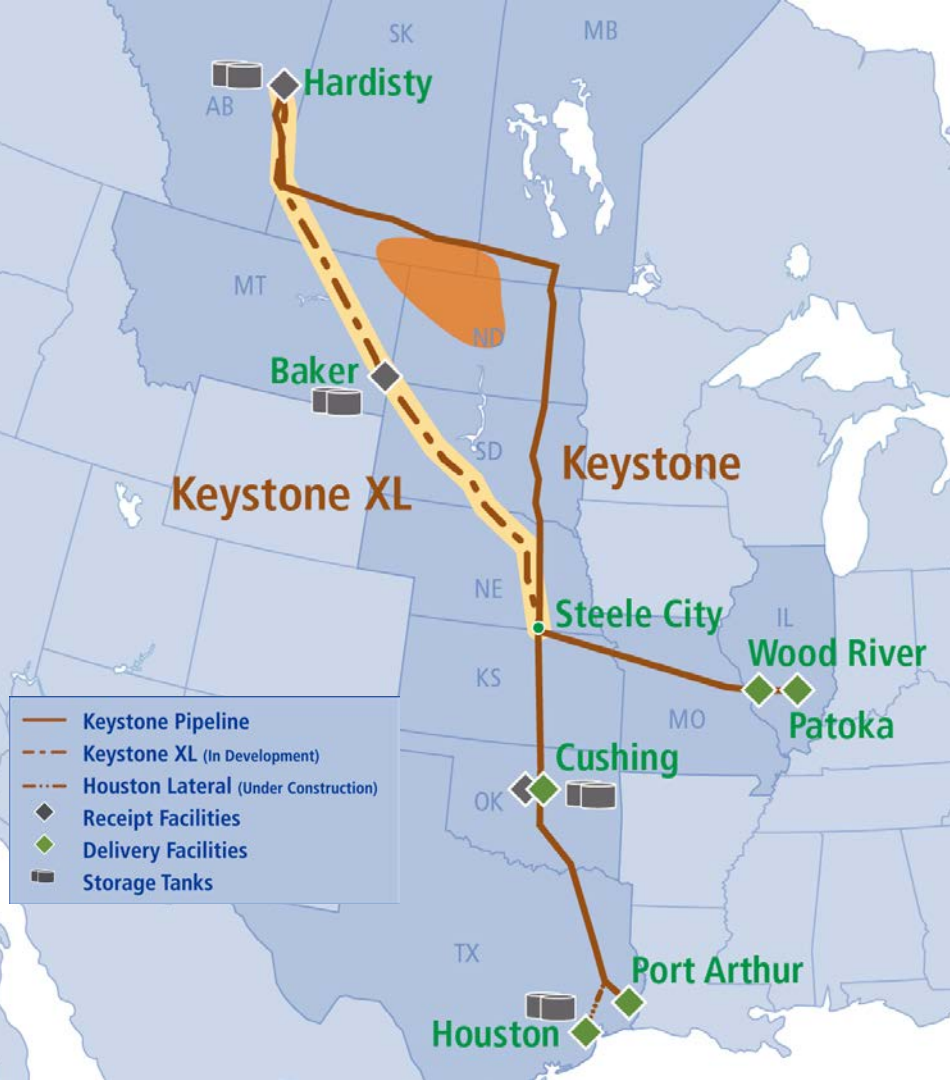 SK
MB
Hardisty
AB
MT
ND
Baker
SD
Keystone
Keystone XL
NE
Steele City
IL
Wood River
KS
Patoka
MO
Keystone Pipeline
Keystone XL (In Development)
Houston Lateral (Under Construction)
Receipt Facilities
Delivery Facilities
Storage Tanks
Cushing
OK
TX
Port Arthur
Houston